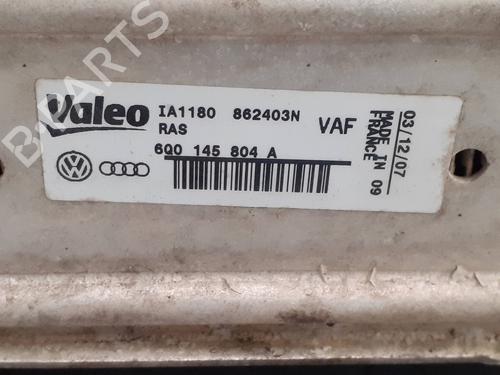 B-PARTS
Valeo IA1180 862403N
RAS VAF
6Q0 145 804 A
03/12/07
MADE IN 09
FRANCE